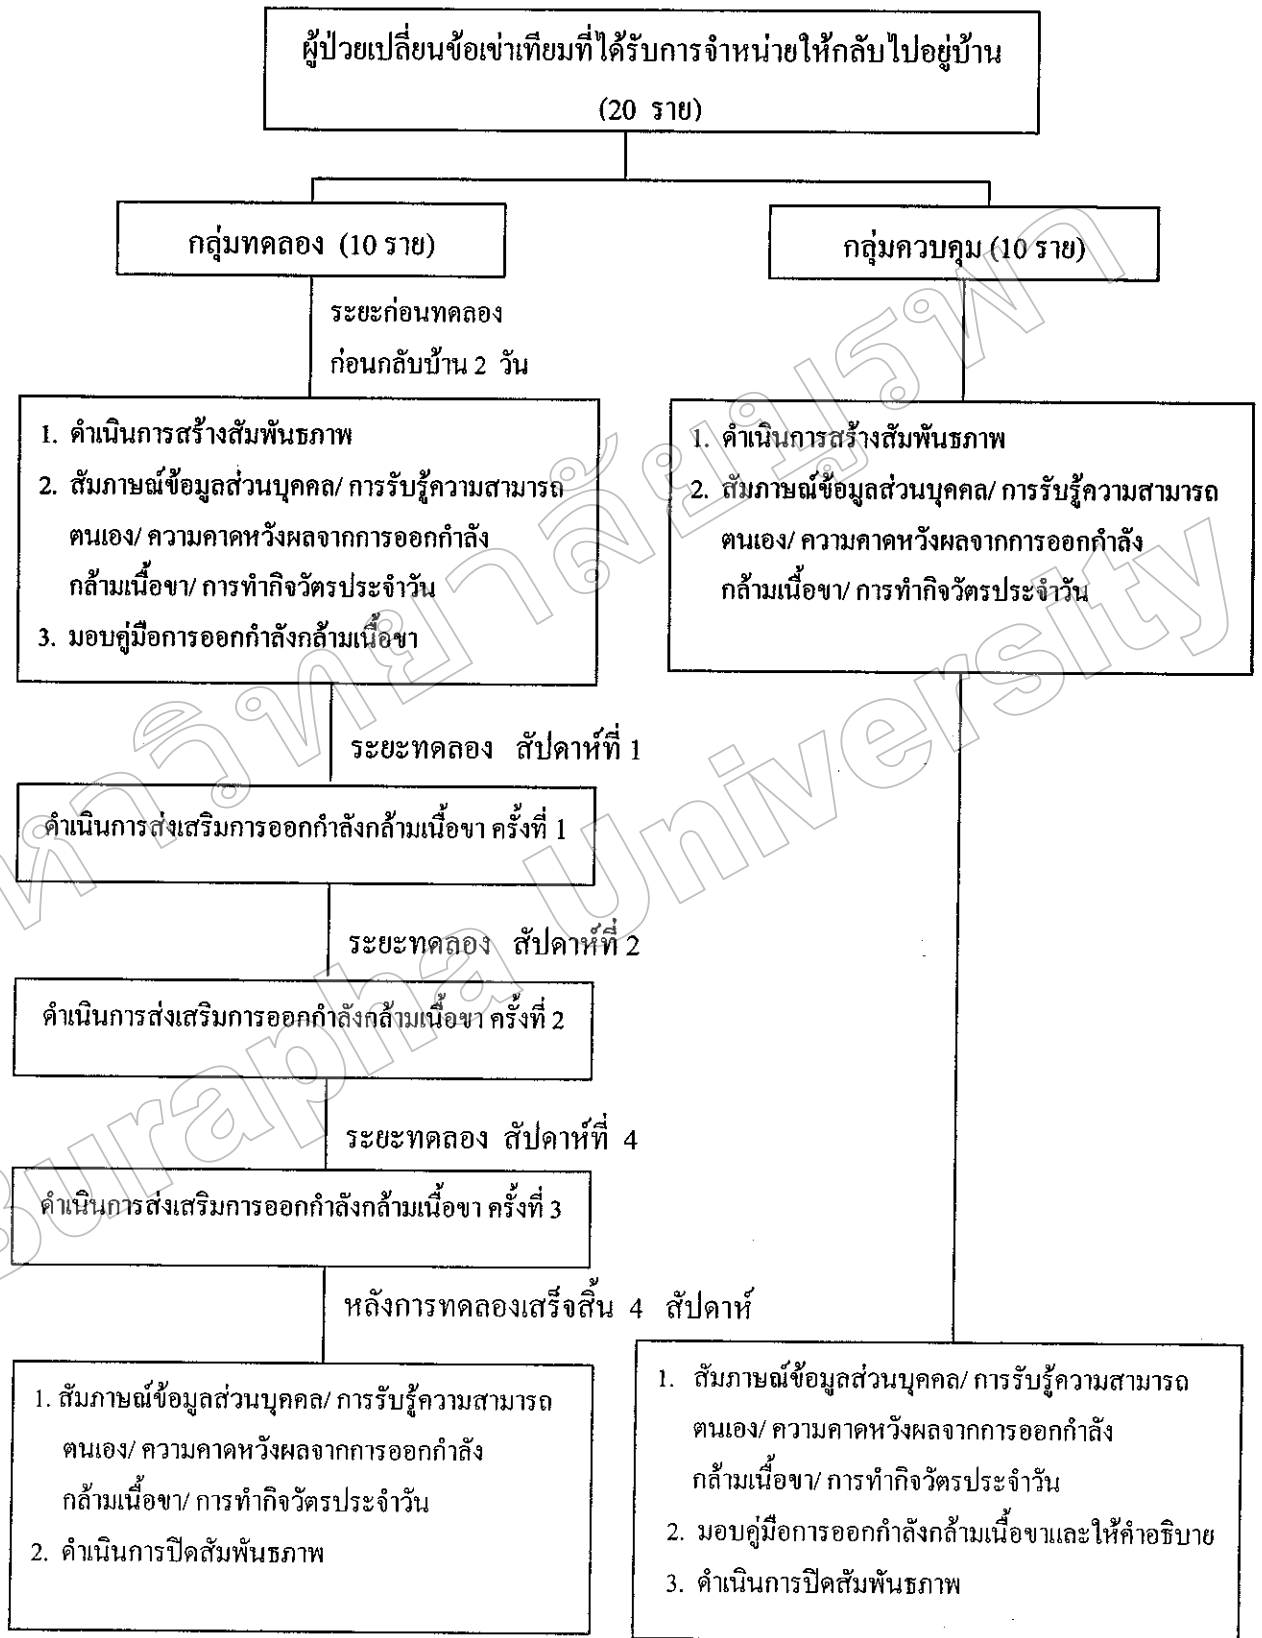 ผู้ป่วยเปลี่ยนข้อเข่าเทียมที่ได้รับการจำหน่ายให้กลับไปอยู่บ้าน
(20 ราย)
กลุ่มทดลอง (10 ราย)
กลุ่มควบคุม (10 ราย)
ระยะก่อนทดลอง
ก่อนกลับบ้าน 2 วัน
1. ดำเนินการสร้างสัมพันธภาพ
2. สัมภาษณ์ข้อมูลส่วนบุคคล/ การรับรู้ความสามารถ
ตนเอง/ ความคาดหวังผลจากการออกกำลัง
กล้ามเนื้อขา/ การทำกิจวัตรประจำวัน
3. มอบคู่มือการออกกำลังกล้ามเนื้อขา
1. ดำเนินการสร้างสัมพันธภาพ
2. สัมภาษณ์ข้อมูลส่วนบุคคล/ การรับรู้ความสามารถ
ตนเอง/ ความคาดหวังผลจากการออกกำลัง
กล้ามเนื้อขา/ การทำกิจวัตรประจำวัน
ระยะทดลอง สัปดาห์ที่ 1
ดำเนินการส่งเสริมการออกกำลังกล้ามเนื้อขา ครั้งที่ 1
ระยะทดลอง สัปดาห์ที่ 2
ดำเนินการส่งเสริมการออกกำลังกล้ามเนื้อขา ครั้งที่ 2
ระยะทดลอง สัปดาห์ที่ 4
ดำเนินการส่งเสริมการออกกำลังกล้ามเนื้อขา ครั้งที่ 3
หลังการทดลองเสร็จสิ้น 4 สัปดาห์
1. สัมภาษณ์ข้อมูลส่วนบุคคล/ การรับรู้ความสามารถ
ตนเอง/ ความคาดหวังผลจากการออกกำลัง
กล้ามเนื้อขา/ การทำกิจวัตรประจำวัน
2. ดำเนินการปิดสัมพันธภาพ
1. สัมภาษณ์ข้อมูลส่วนบุคคล/ การรับรู้ความสามารถ
ตนเอง/ ความคาดหวังผลจากการออกกำลัง
กล้ามเนื้อขา/ การทำกิจวัตรประจำวัน
2. มอบคู่มือการออกกำลังกล้ามเนื้อขาและให้คำอธิบาย
3. ดำเนินการปิดสัมพันธภาพ
มหาวิทยาลัยบูรพา
Burapha University